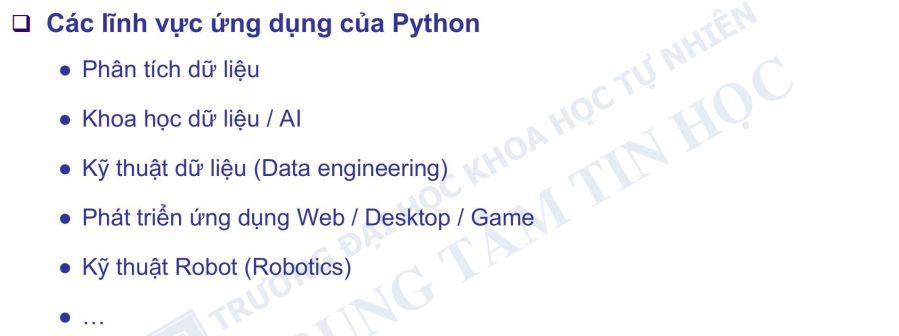 ❑ Các lĩnh vực ứng dụng của Python
● Phân tích dữ liệu
● Khoa học dữ liệu / AI
● Kỹ thuật dữ liệu (Data engineering)
● Phát triển ứng dụng Web / Desktop / Game
● Kỹ thuật Robot (Robotics)
● …
TRƯỜNG ĐẠI HỌC KHOA HỌC TỰ NHIÊN
TÂM TIN HỌC